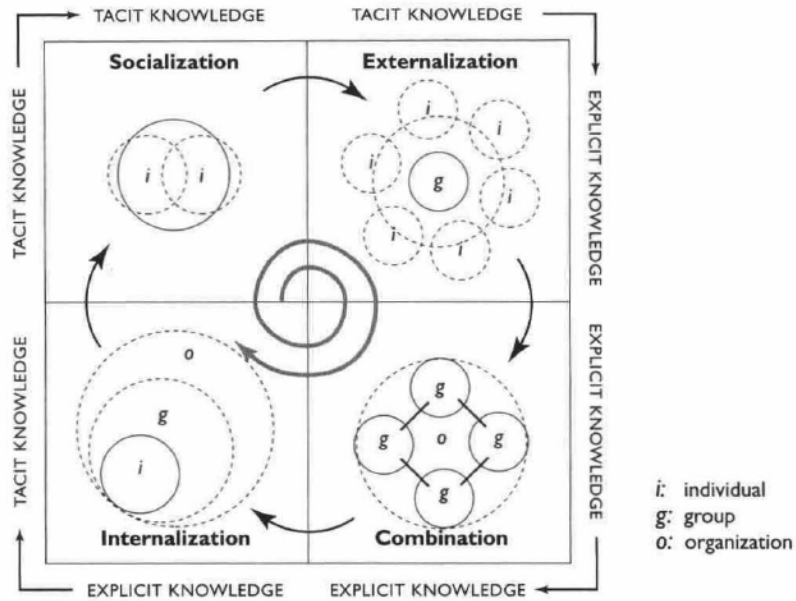 TACIT KNOWLEDGE
TACIT KNOWLEDGE
Socialization
Externalization
TACIT KNOWLEDGE
EXPLICIT KNOWLEDGE
i
i
i
i
i
i
i
i
g
TACIT KNOWLEDGE
EXPLICIT KNOWLEDGE
o
g
i
g
g
o
g
g
Internalization
Combination
EXPLICIT KNOWLEDGE
EXPLICIT KNOWLEDGE
i: individual
g: group
o: organization